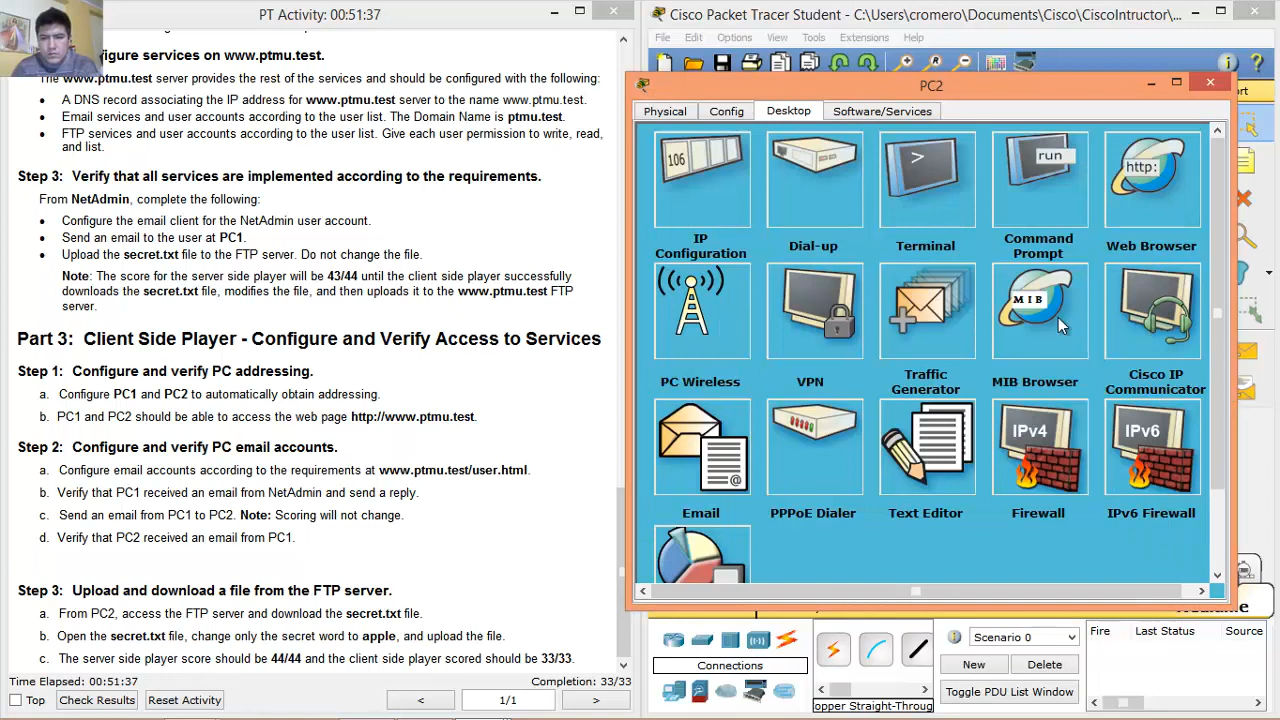 PT Activity: 00:51:37
figure services on www.ptmu.test.
The www.ptmu.test server provides the rest of the services and should be configured with the following:
• A DNS record associating the IP address for www.ptmu.test server to the name www.ptmu.test.
• Email services and user accounts according to the user list. The Domain Name is ptmu.test.
• FTP services and user accounts according to the user list. Give each user permission to write, read,
and list.
Step 3: Verify that all services are implemented according to the requirements.
From NetAdmin, complete the following:
• Configure the email client for the NetAdmin user account.
• Send an email to the user at PC1.
• Upload the secret.txt file to the FTP server. Do not change the file.
Note: The score for the server side player will be 43/44 until the client side player successfully
downloads the secret.txt file, modifies the file, and then uploads it to the www.ptmu.test FTP
server.
Part 3: Client Side Player - Configure and Verify Access to Services
Step 1: Configure and verify PC addressing.
a. Configure PC1 and PC2 to automatically obtain addressing.
b. PC1 and PC2 should be able to access the web page http://www.ptmu.test.
Step 2: Configure and verify PC email accounts.
a. Configure email accounts according to the requirements at www.ptmu.test/user.html.
b. Verify that PC1 received an email from NetAdmin and send a reply.
c. Send an email from PC1 to PC2. Note: Scoring will not change.
d. Verify that PC2 received an email from PC1.
Step 3: Upload and download a file from the FTP server.
a. From PC2, access the FTP server and download the secret.txt file.
b. Open the secret.txt file, change only the secret word to apple, and upload the file.
c. The server side player score should be 44/44 and the client side player scored should be 33/33.
Time Elapsed: 00:51:37 Completion: 33/33
Top Check Results Reset Activity < 1/1 >
Cisco Packet Tracer Student - C:\Users\cromero\Documents\Cisco\CiscoIntructor\...
File Edit Options View Tools Extensions Help
PC2
Physical Config Desktop Software/Services
106 > run http:
IP Configuration Dial-up Terminal Command Prompt Web Browser
MIB
PC Wireless VPN Traffic Generator MIB Browser Cisco IP Communicator
@ IPv4 IPv6
Email PPPoE Dialer Text Editor Firewall IPv6 Firewall
Connections
opper Straight-Throug
Scenario 0
New Delete
Toggle PDU List Window
Fire Last Status Source